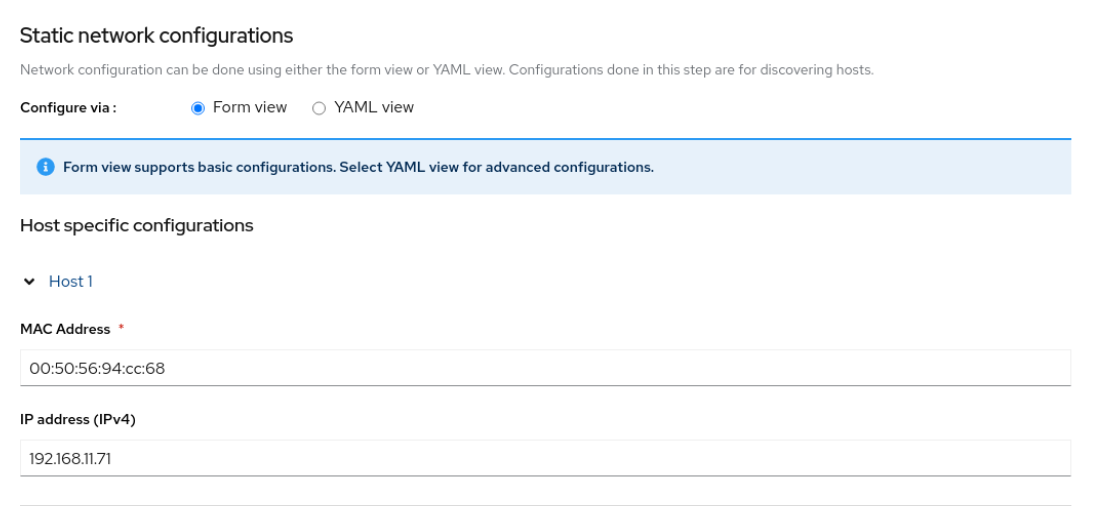 Static network configurations
Network configuration can be done using either the form view or YAML view. Configurations done in this step are for discovering hosts.
Configure via : Form view YAML view
Form view supports basic configurations. Select YAML view for advanced configurations.
Host specific configurations
Host 1
MAC Address *
00:50:56:94:cc:68
IP address (IPv4)
192.168.11.71